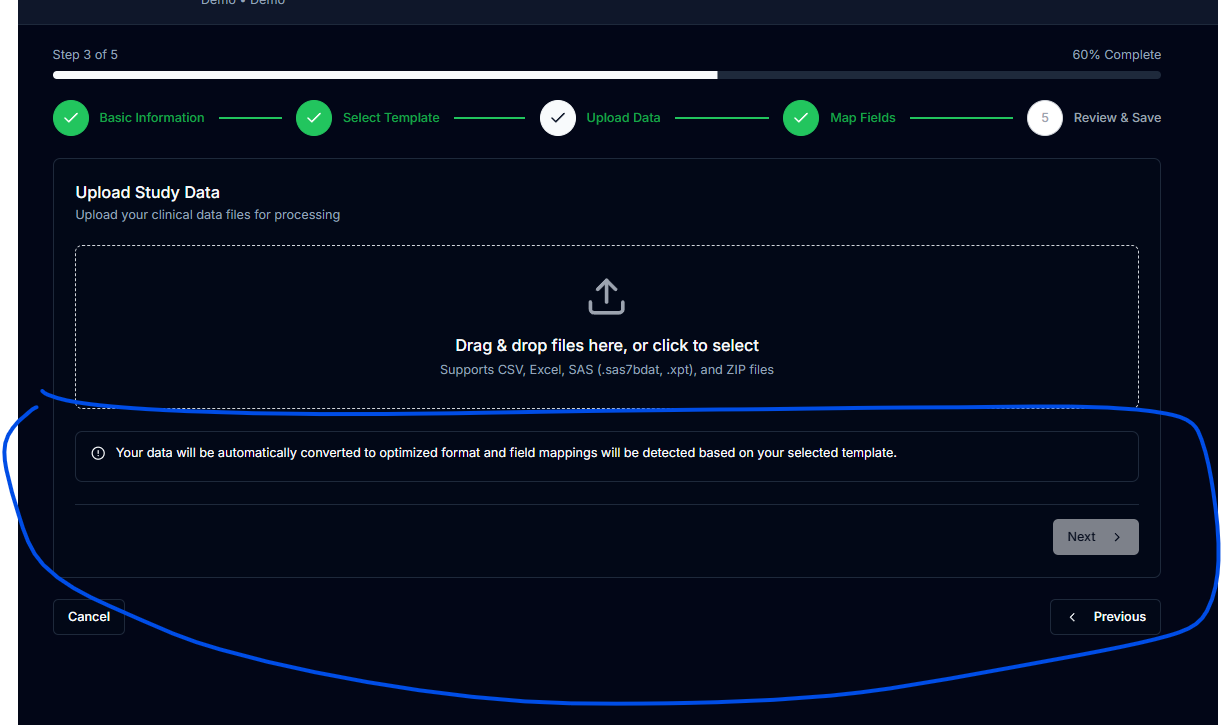 Demo • Demo
Step 3 of 5
60% Complete
Basic Information
Select Template
Upload Data
Map Fields
5
Review & Save
Upload Study Data
Upload your clinical data files for processing
Drag & drop files here, or click to select
Supports CSV, Excel, SAS (.sas7bdat, .xpt), and ZIP files
Your data will be automatically converted to optimized format and field mappings will be detected based on your selected template.
Next
Cancel
Previous